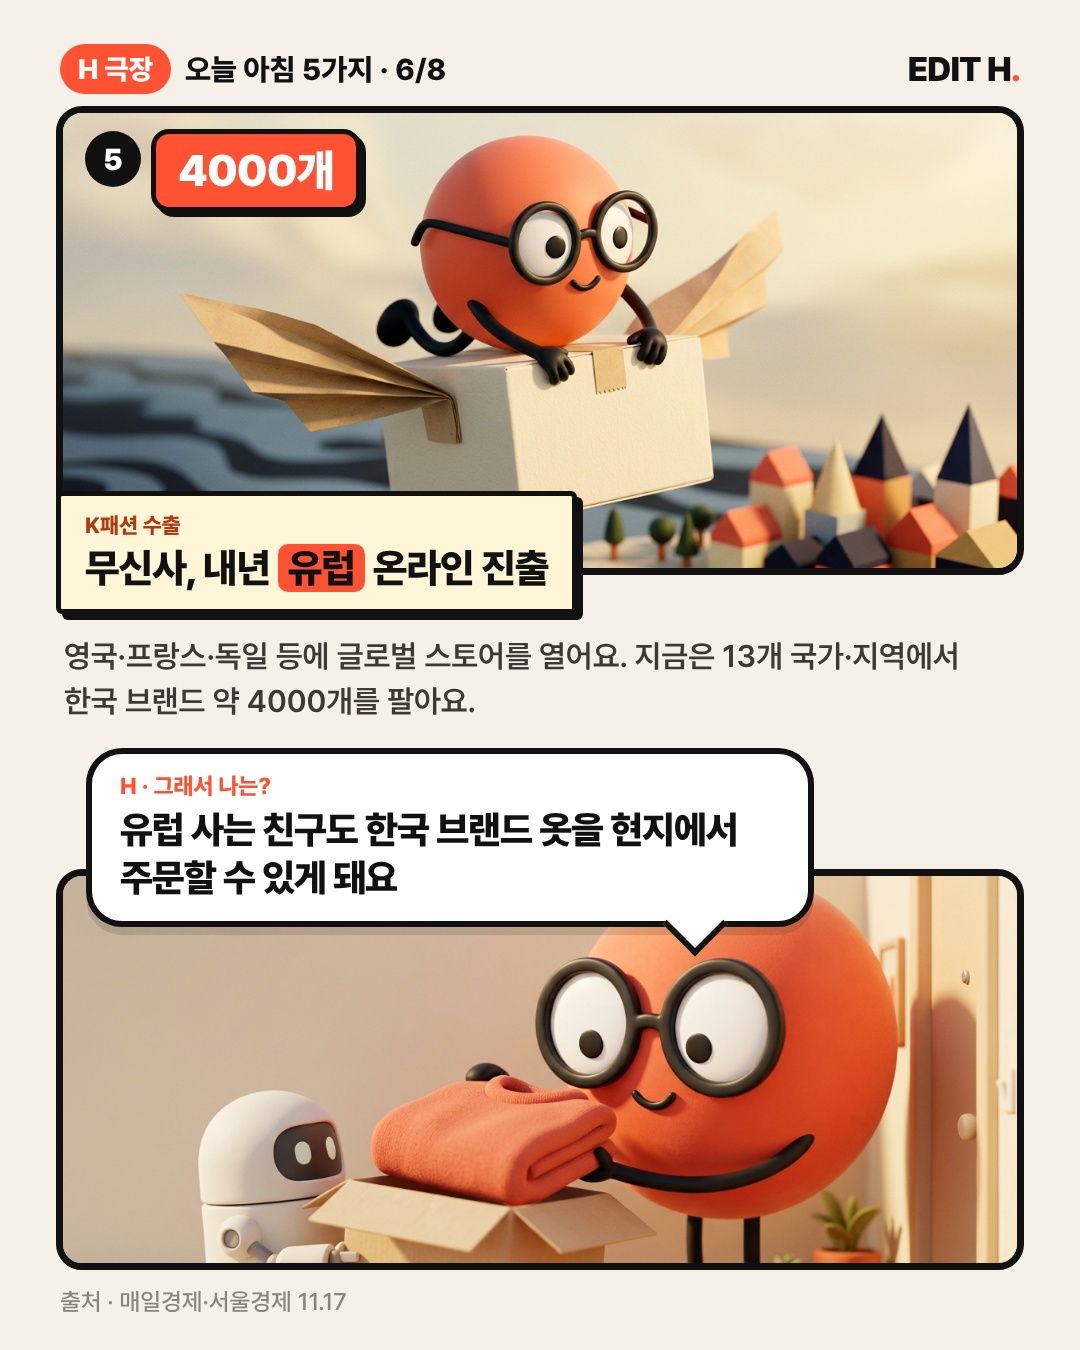 H 극장 오늘 아침 5가지 · 6/8
EDIT H.
5
4000개
K패션 수출
무신사, 내년 유럽 온라인 진출
영국·프랑스·독일 등에 글로벌 스토어를 열어요. 지금은 13개 국가·지역에서
한국 브랜드 약 4000개를 팔아요.
H · 그래서 나는?
유럽 사는 친구도 한국 브랜드 옷을 현지에서
주문할 수 있게 돼요
출처 · 매일경제·서울경제 11.17